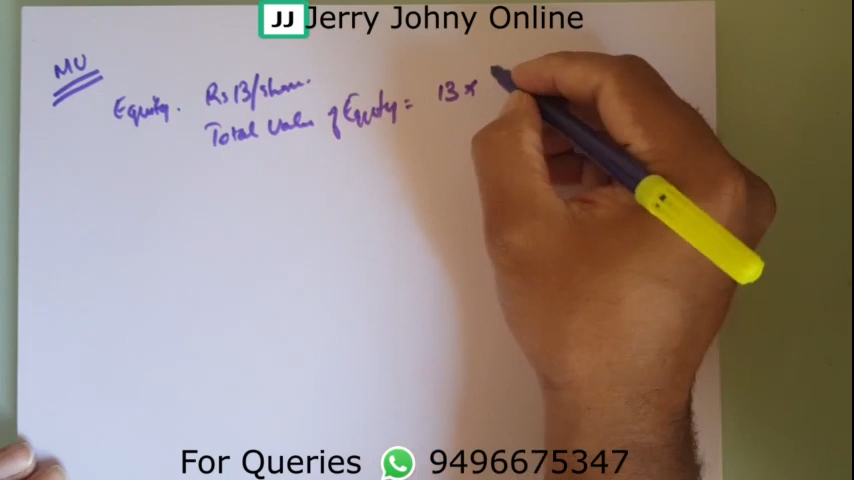 JJ Jerry Johny Online
MU
Equity. Rs 13/share.
Total Value of Equity = 13 *
For Queries 9496675347